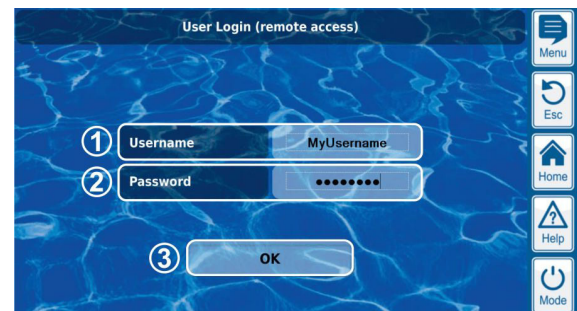 User Login (remote access)
Menu
Esc
① Username MyUsername
② Password ●●●●●●●●
Home
Help
③ OK
Mode